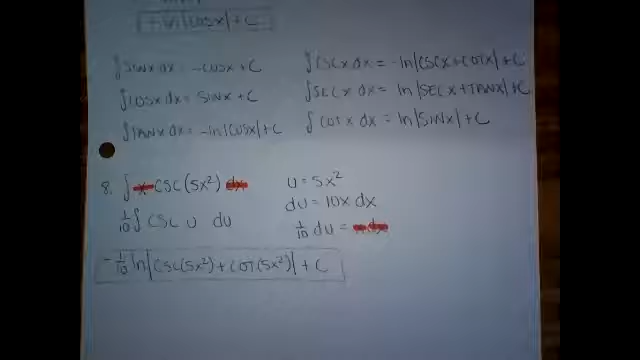 + ln|cosx| + C
∫sinx dx = -cosx + C
∫cscx dx = -ln|cscx+cotx| + C
∫cosx dx = sinx + C
∫secx dx = ln|secx+tanx| + C
∫tanx dx = -ln|cosx| + C
∫cotx dx = ln|sinx| + C
8. ∫ x csc(5x²) dx
u = 5x²
du = 10x dx
1/10 ∫ csc u du
1/10 du = x dx
-1/10 ln|csc(5x²) + cot(5x²)| + C